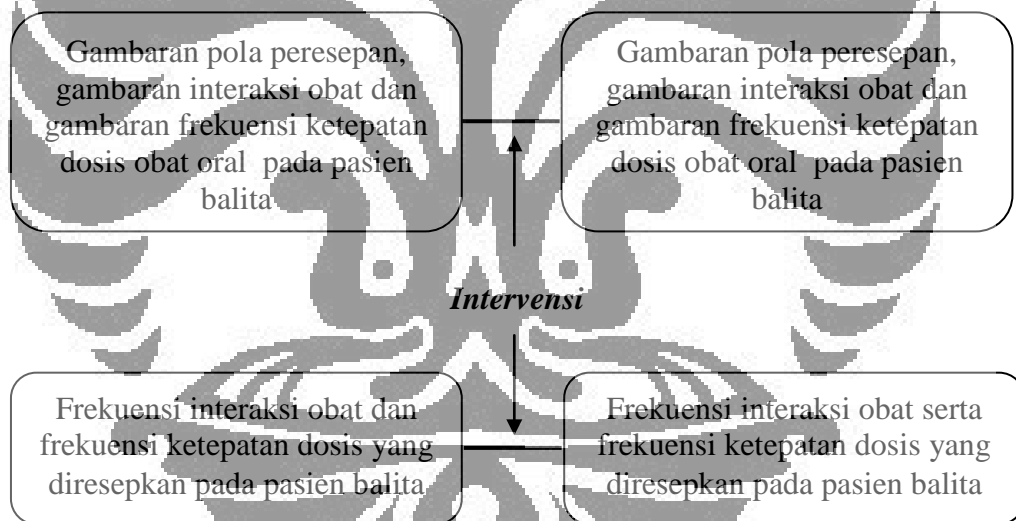 Gambaran pola peresepan,
gambaran interaksi obat dan
gambaran frekuensi ketepatan
dosis obat oral pada pasien
balita
Gambaran pola peresepan,
gambaran interaksi obat dan
gambaran frekuensi ketepatan
dosis obat oral pada pasien
balita
Intervensi
Frekuensi interaksi obat dan
frekuensi ketepatan dosis yang
diresepkan pada pasien balita
Frekuensi interaksi obat serta
frekuensi ketepatan dosis yang
diresepkan pada pasien balita